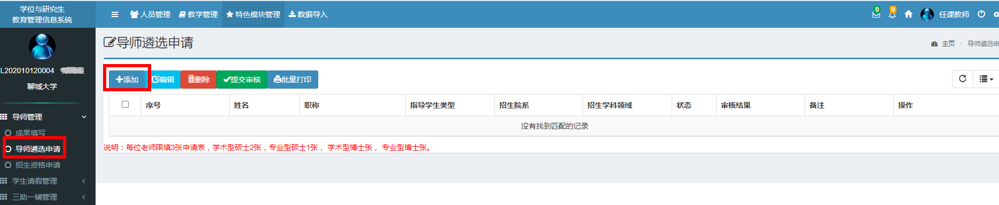 学位与研究生
教育管理信息系统
人员管理 教学管理 特色模块管理 数据导入
0 0 任课教师
L202010120004 霞
聊城大学
导师管理
成果填写
导师遴选申请
招生资格申请
学生请假管理
三助一辅管理
导师遴选申请
主页 > 导师遴选申
添加 编辑 删除 提交审核 批量打印
序号 姓名 职称 指导学生类型 招生院系 招生学科领域 状态 审核结果 备注 操作
没有找到匹配的记录
说明：每位老师限填3张申请表，学术型硕士2张，专业型硕士1张， 学术型博士张， 专业型博士张。